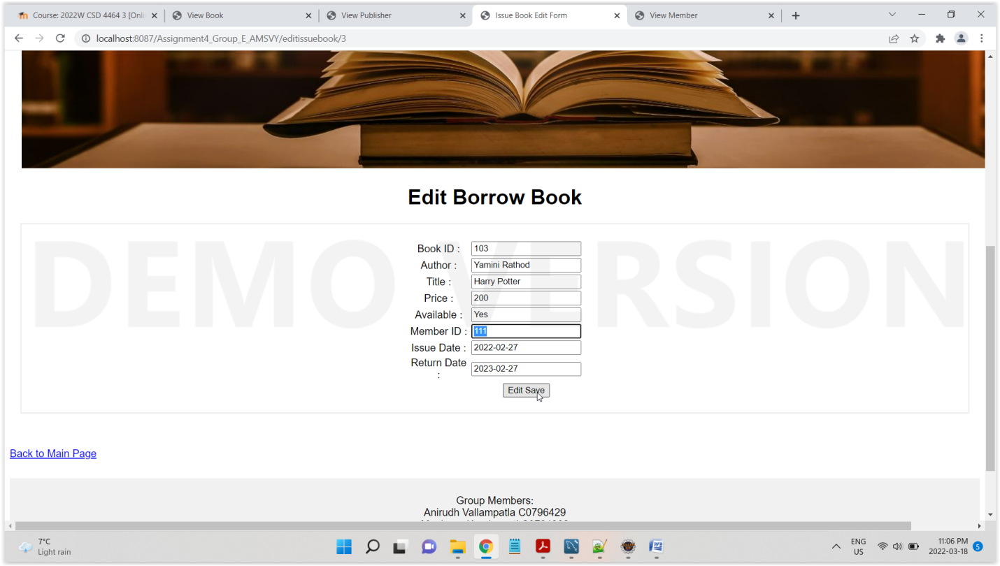 Course: 2022W CSD 4464 3 [Onli
View Book
View Publisher
Issue Book Edit Form
View Member
localhost:8087/Assignment4_Group_E_AMSVY/editissuebook/3
Edit Borrow Book
DEMO VERSION
Book ID : 103
Author : Yamini Rathod
Title : Harry Potter
Price : 200
Available : Yes
Member ID : 111
Issue Date : 2022-02-27
Return Date : 2023-02-27
Edit Save
Back to Main Page
Group Members:
Anirudh Vallampatla C0796429
7°C
Light rain
ENG
US
11:06 PM
2022-03-18
5